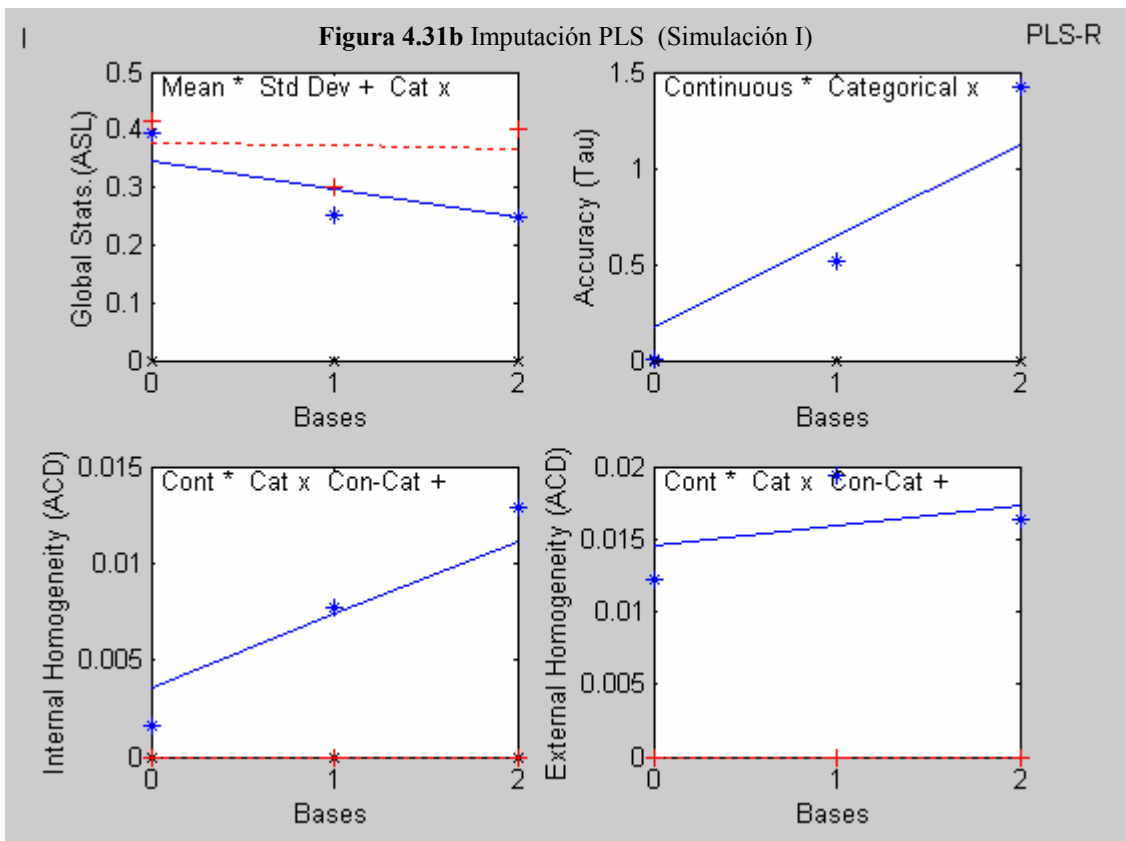 I
Figura 4.31b Imputación PLS (Simulación I)
PLS-R
Mean * Std Dev + Cat x
Global Stats.(ASL)
0.5
0.4
0.3
0.2
0.1
0
0 1 2
Bases
Continuous * Categorical x
Accuracy (Tau)
1.5
1
0.5
0
0 1 2
Bases
Cont * Cat x Con-Cat +
Internal Homogeneity (ACD)
0.015
0.01
0.005
0
0 1 2
Bases
Cont * Cat x Con-Cat +
External Homogeneity (ACD)
0.02
0.015
0.01
0.005
0
0 1 2
Bases